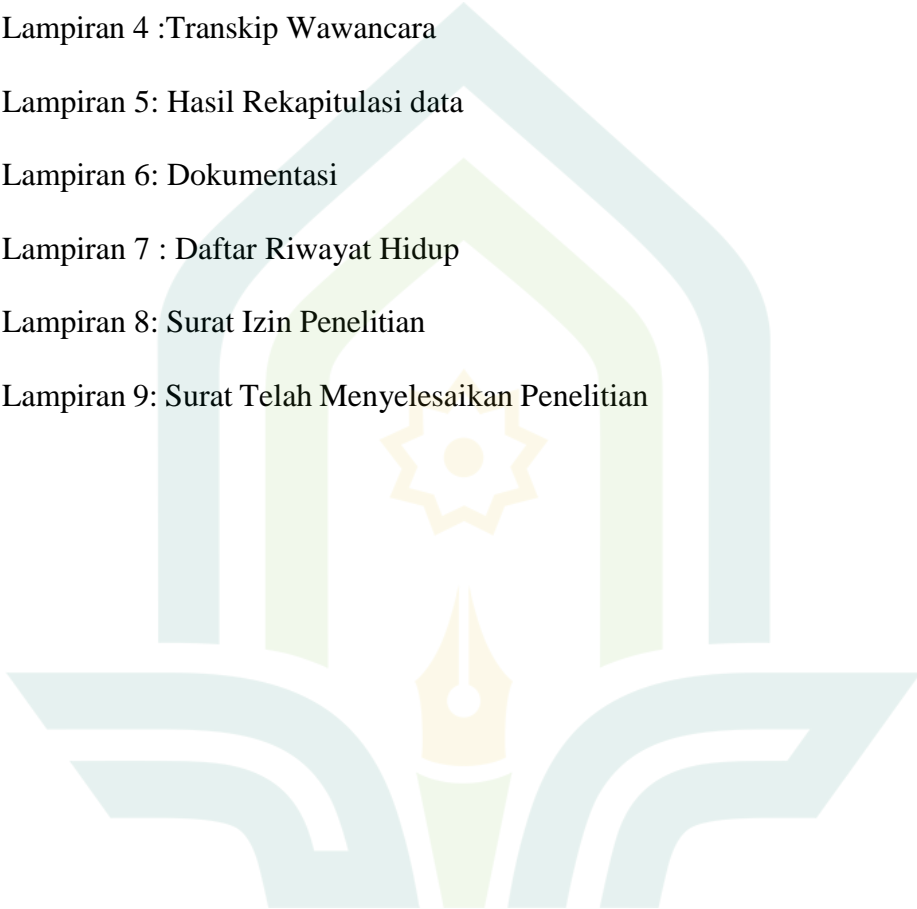 Lampiran 4 :Transkip Wawancara
Lampiran 5: Hasil Rekapitulasi data
Lampiran 6: Dokumentasi
Lampiran 7 : Daftar Riwayat Hidup
Lampiran 8: Surat Izin Penelitian
Lampiran 9: Surat Telah Menyelesaikan Penelitian